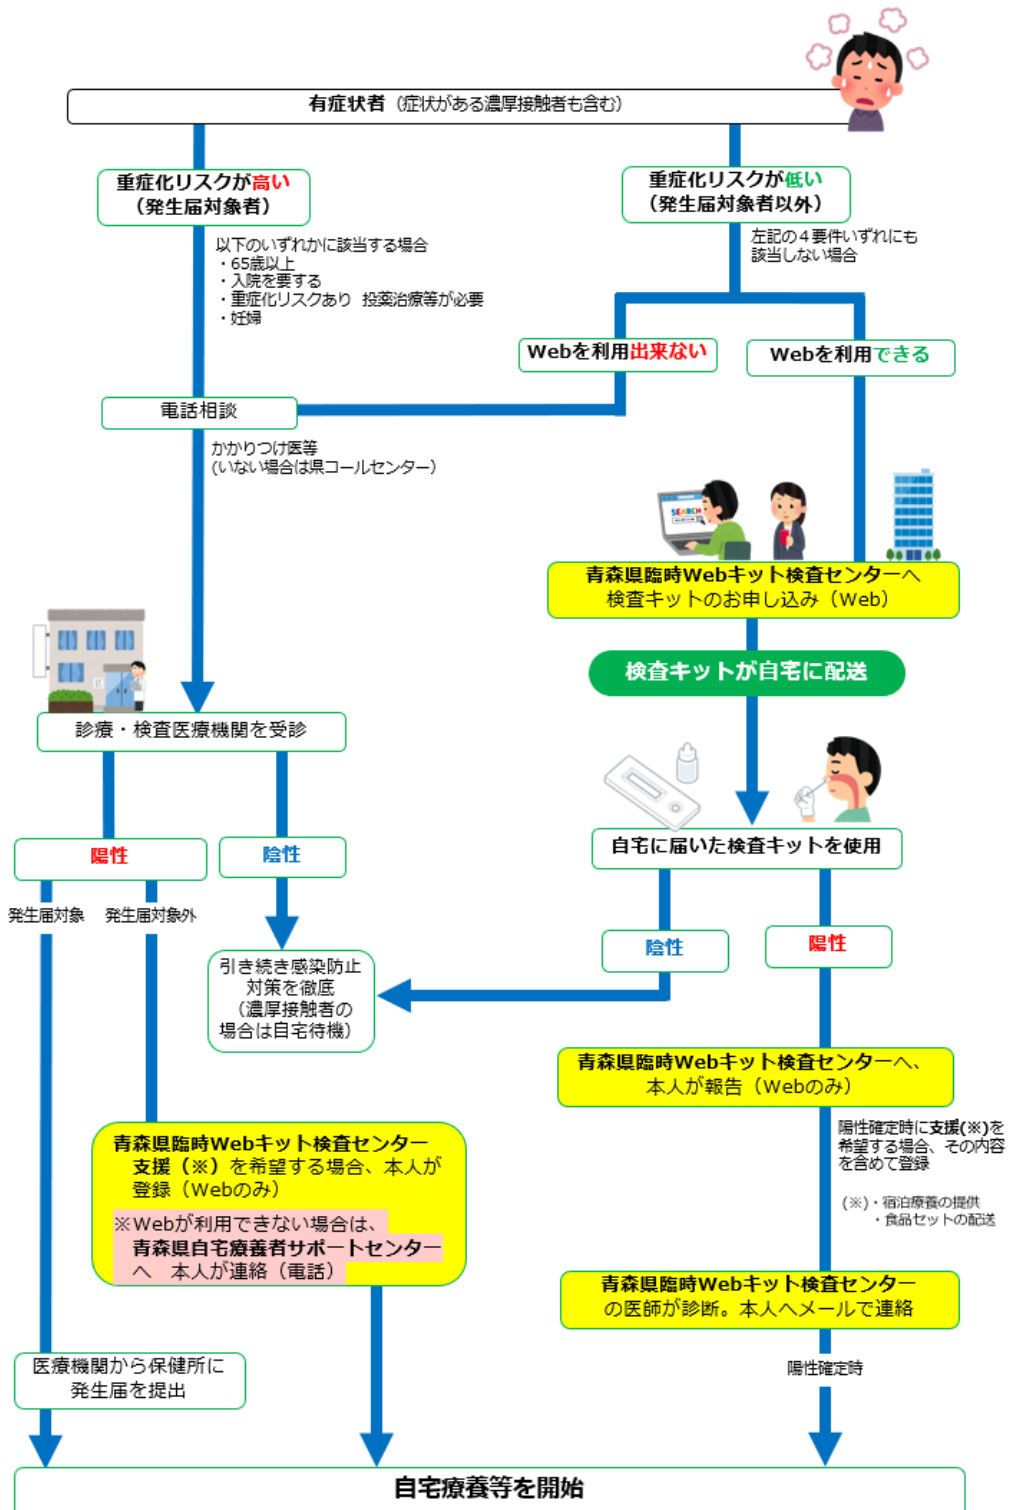 有症状者（症状がある濃厚接触者も含む）
重症化リスクが高い
（発生届対象者）
重症化リスクが低い
（発生届対象者以外）
以下のいずれかに該当する場合
・65歳以上
・入院を要する
・重症化リスクあり　投薬治療等が必要
・妊婦
左記の４要件いずれにも
該当しない場合
Webを利用出来ない
Webを利用できる
電話相談
かかりつけ医等
(いない場合は県コールセンター）
SEARCH
青森県臨時Webキット検査センターへ
検査キットのお申し込み（Web）
検査キットが自宅に配送
診療・検査医療機関を受診
自宅に届いた検査キットを使用
陽性
陰性
発生届対象
発生届対象外
陰性
陽性
引き続き感染防止
対策を徹底
（濃厚接触者の
場合は自宅待機）
青森県臨時Webキット検査センターへ、
本人が報告（Webのみ）
陽性確定時に支援(※)を
希望する場合、その内容
を含めて登録
(※)・宿泊療養の提供
・食品セットの配送
青森県臨時Webキット検査センター
支援（※）を希望する場合、本人が
登録（Webのみ）
※Webが利用できない場合は、
青森県自宅療養者サポートセンター
へ　本人が連絡（電話）
青森県臨時Webキット検査センター
の医師が診断。本人へメールで連絡
医療機関から保健所に
発生届を提出
陽性確定時
自宅療養等を開始